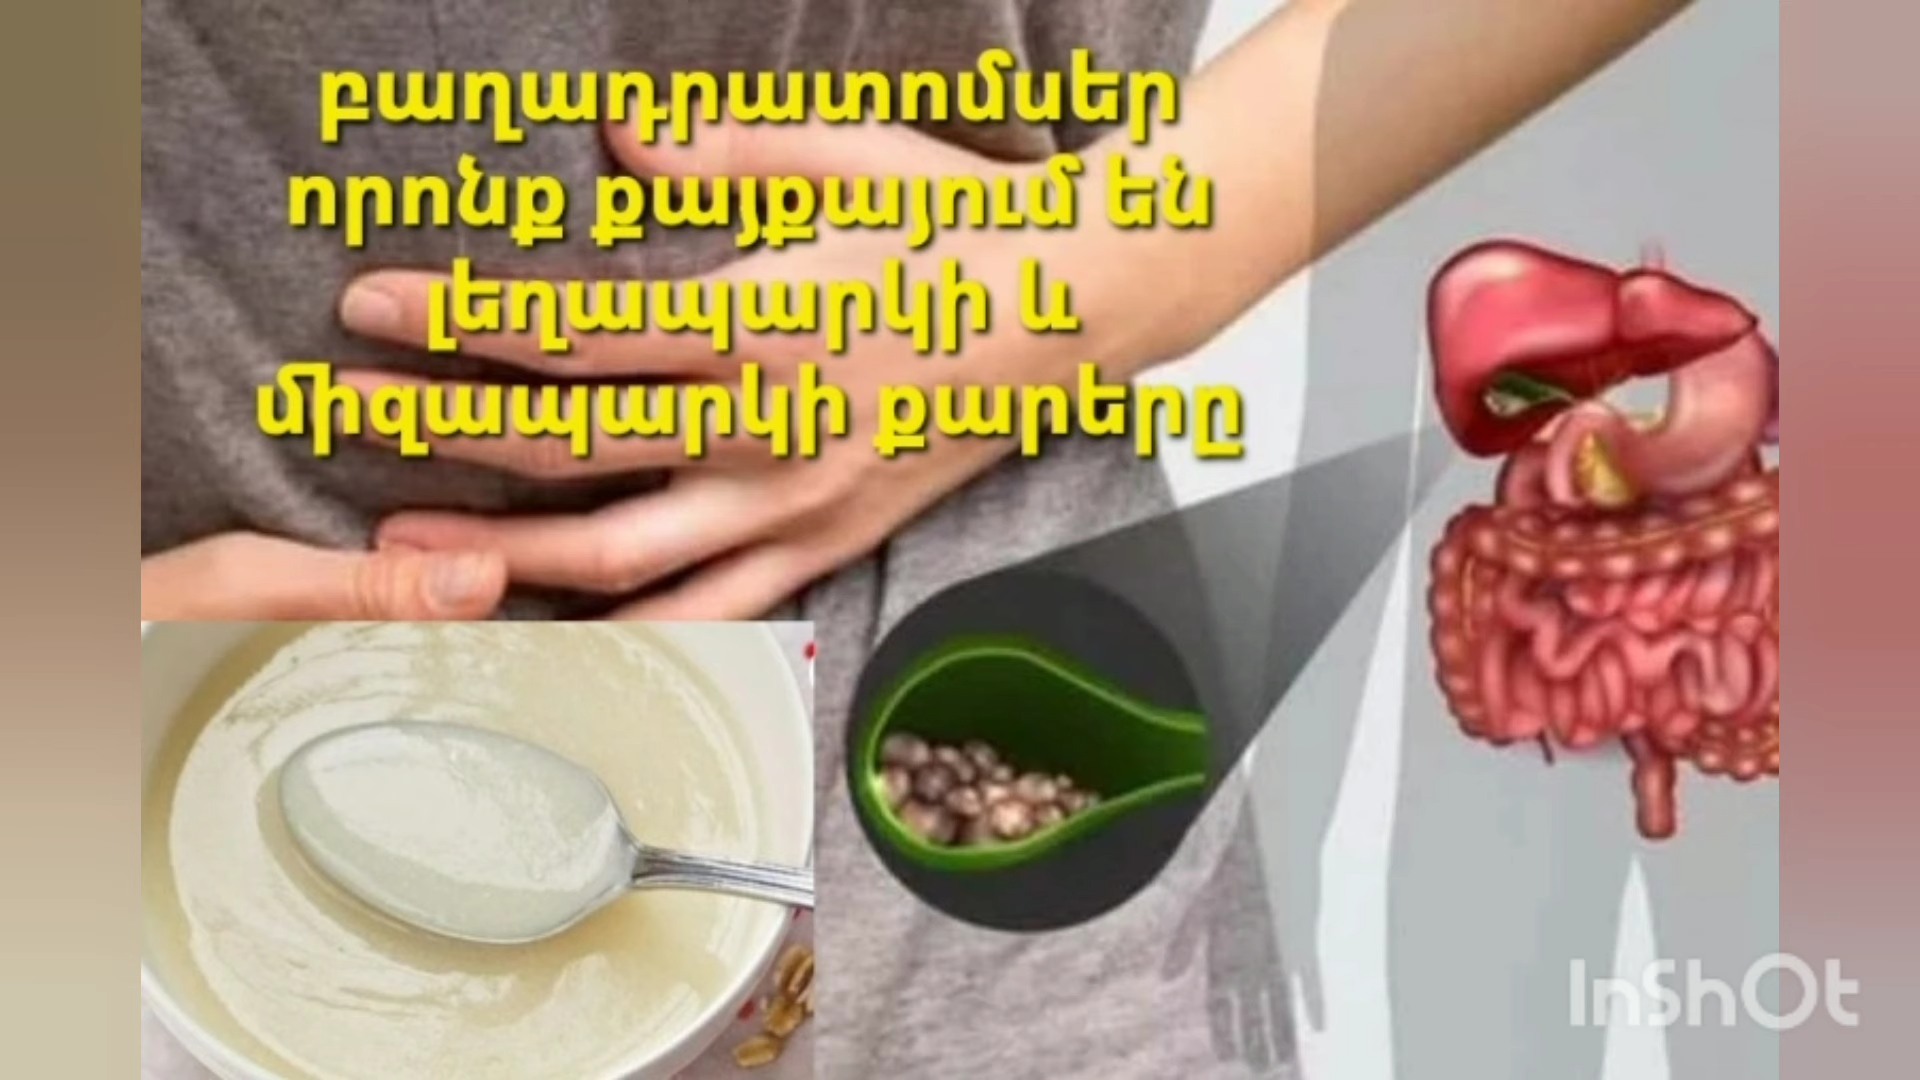 բաղադրատոմսեր
որոնք քայքայում են
լեղապարկի և
միզապարկի քարերը
InShOt